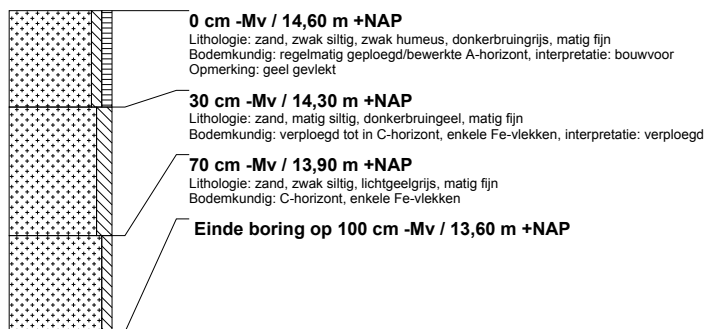 0 cm -Mv / 14,60 m +NAP
Lithologie: zand, zwak siltig, zwak humeus, donkerbruingrijs, matig fijn
Bodemkundig: regelmatig geploegd/bewerkte A-horizont, interpretatie: bouwvoor
Opmerking: geel gevlekt
30 cm -Mv / 14,30 m +NAP
Lithologie: zand, matig siltig, donkerbruingeel, matig fijn
Bodemkundig: verploegd tot in C-horizont, enkele Fe-vlekken, interpretatie: verploegd
70 cm -Mv / 13,90 m +NAP
Lithologie: zand, zwak siltig, lichtgeelgrijs, matig fijn
Bodemkundig: C-horizont, enkele Fe-vlekken
Einde boring op 100 cm -Mv / 13,60 m +NAP